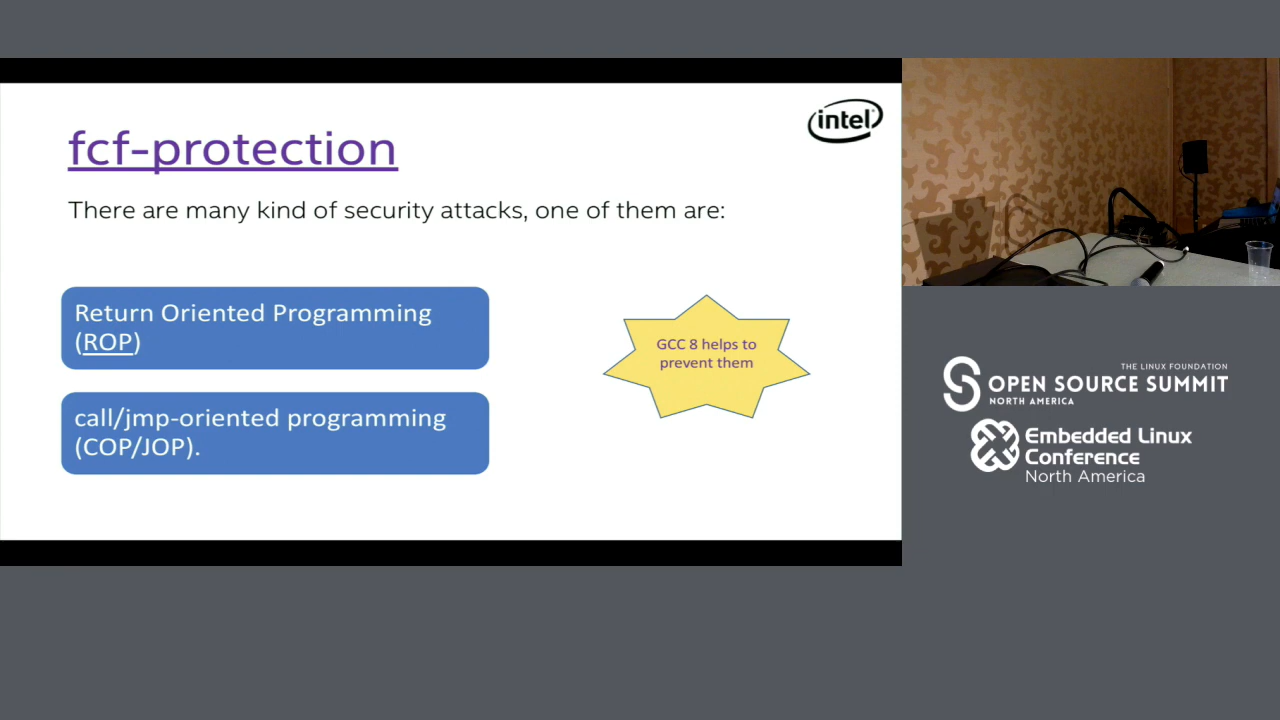 fcf-protection
intel
There are many kind of security attacks, one of them are:
Return Oriented Programming
(ROP)
call/jmp-oriented programming
(COP/JOP).
GCC 8 helps to
prevent them
THE LINUX FOUNDATION
OPEN SOURCE SUMMIT
NORTH AMERICA
Embedded Linux
Conference
North America